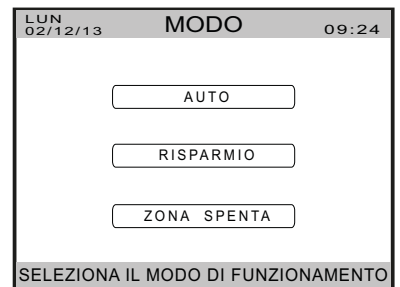 LUN
02/12/13
MODO
09:24
AUTO
RISPARMIO
ZONA SPENTA
SELEZIONA IL MODO DI FUNZIONAMENTO